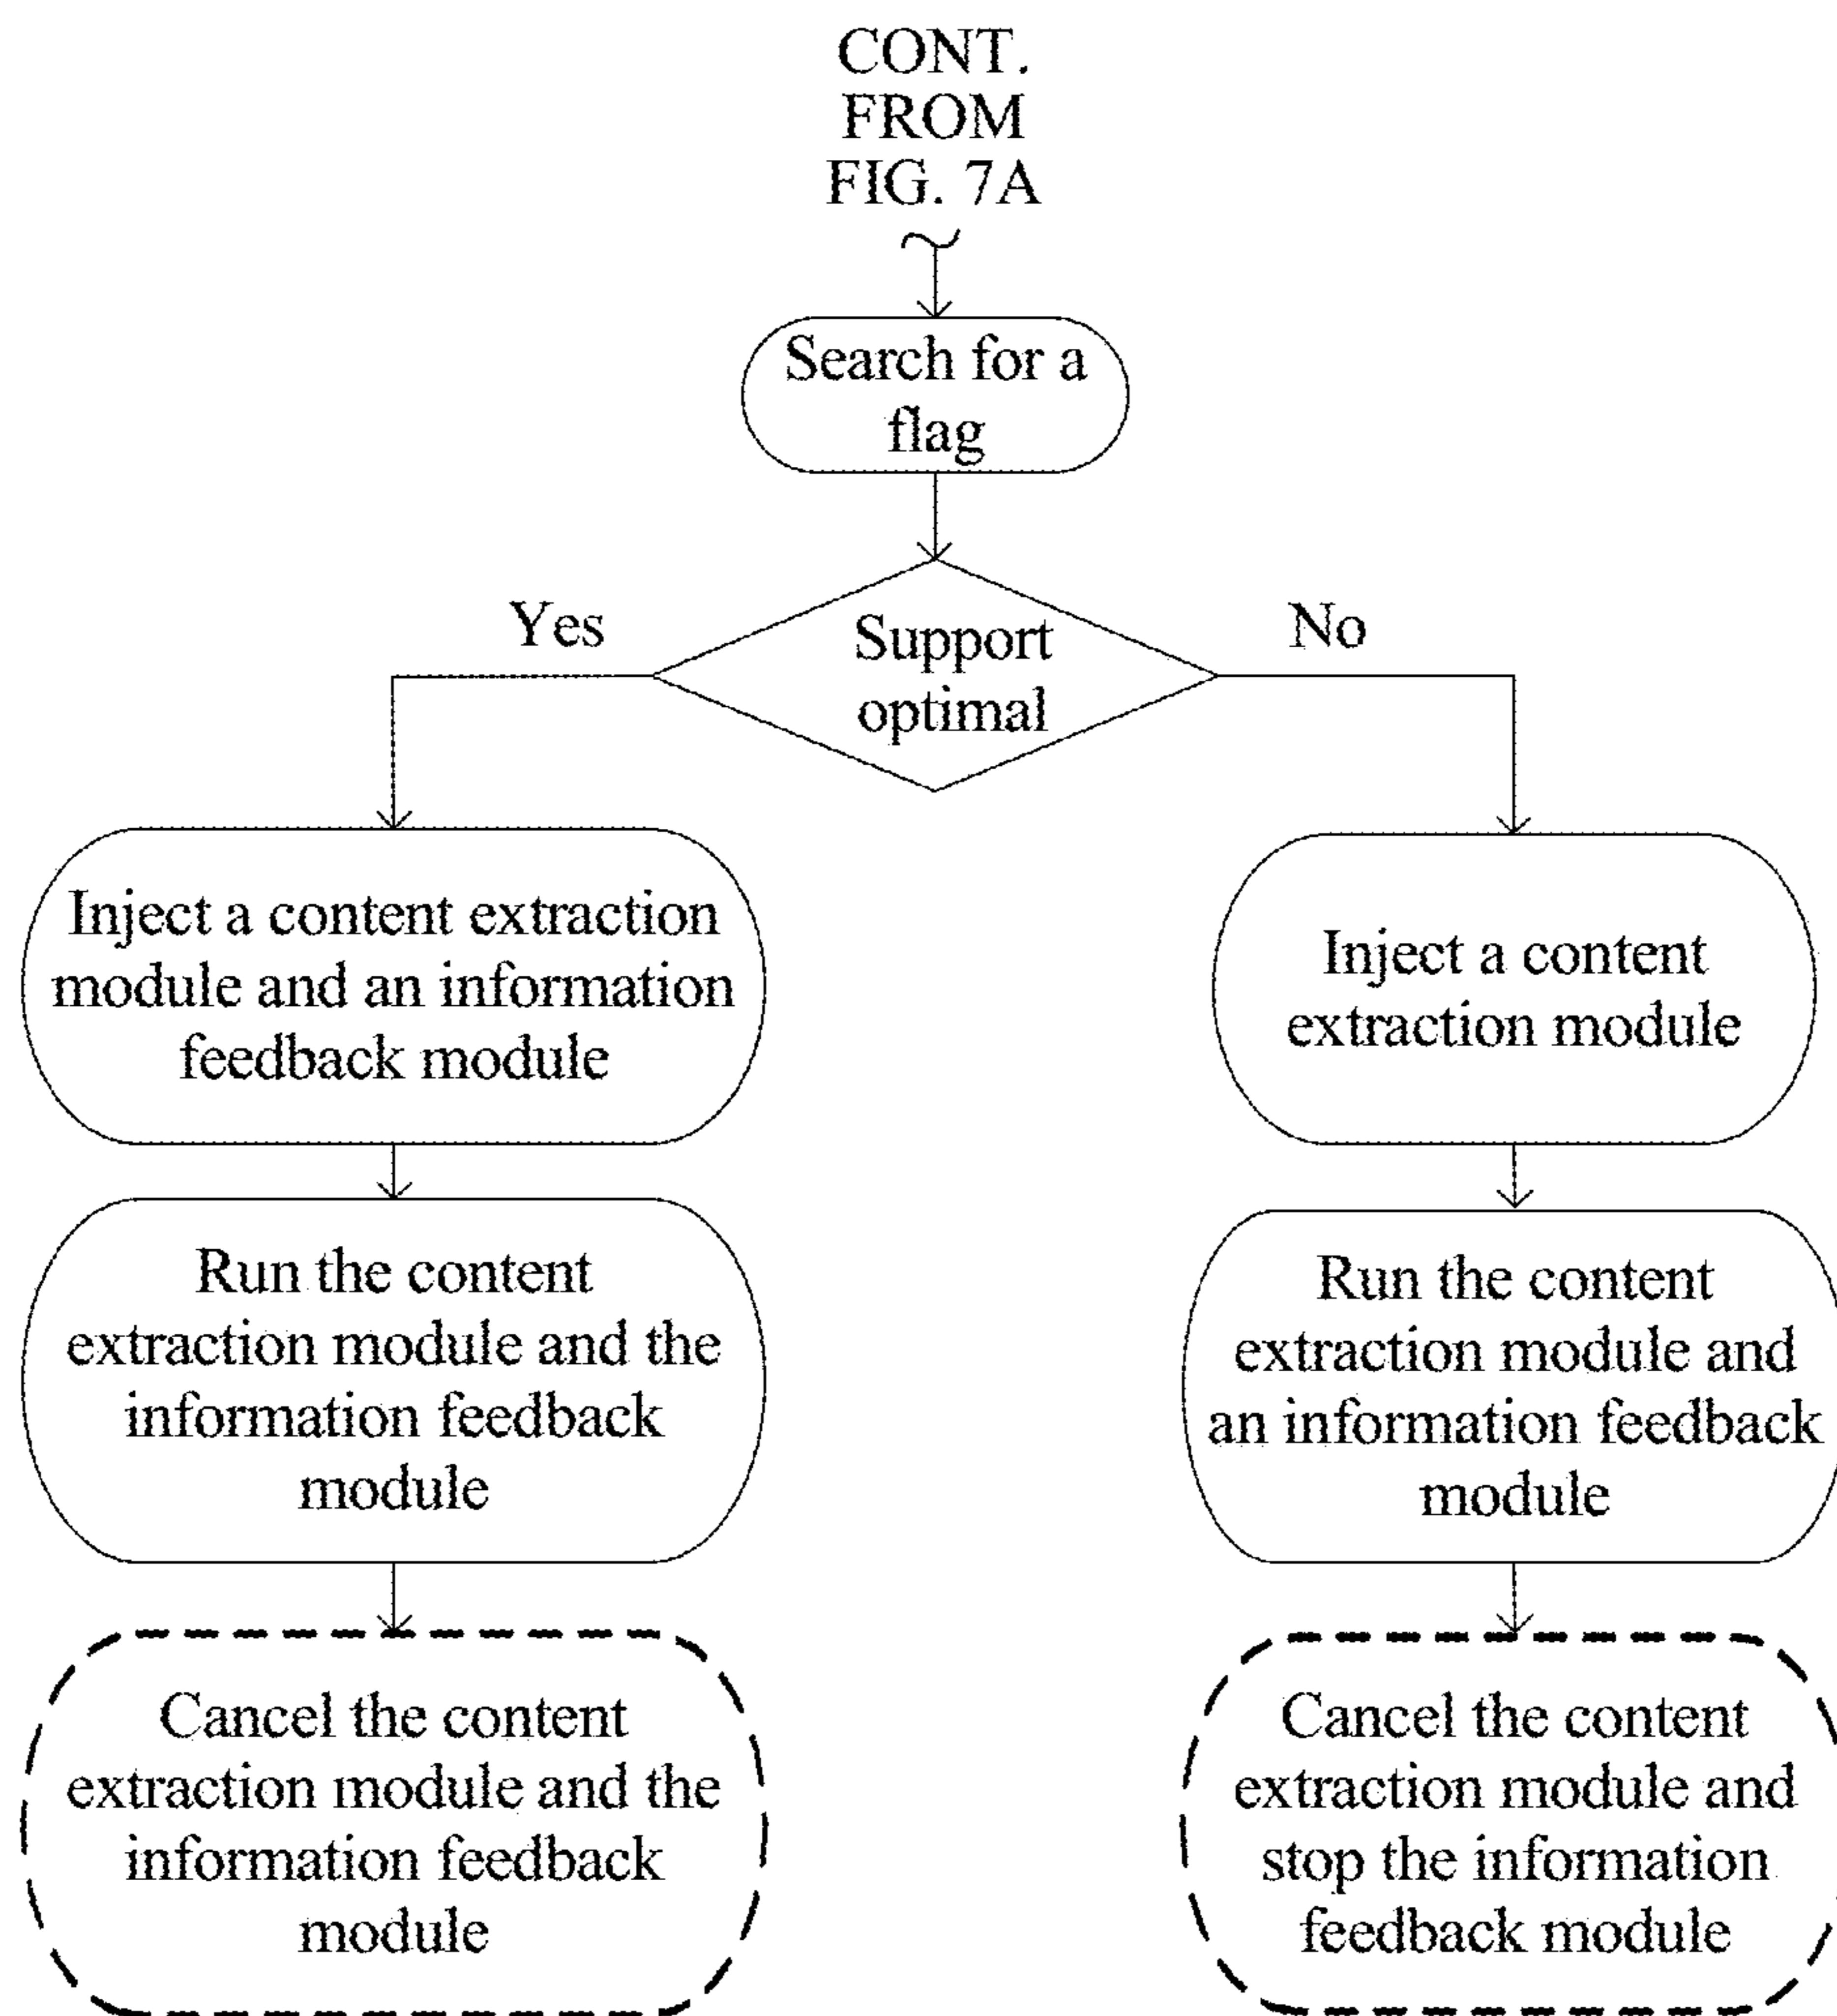 CONT.
FROM
FIG. 7A
Search for a
flag
Support
optimal
Yes
No
Inject a content extraction
module and an information
feedback module
Run the content
extraction module and the
information feedback
module
Cancel the content
extraction module and the
information feedback
module
Inject a content
extraction module
Run the content
extraction module and
an information feedback
module
Cancel the content
extraction module and
stop the information
feedback module